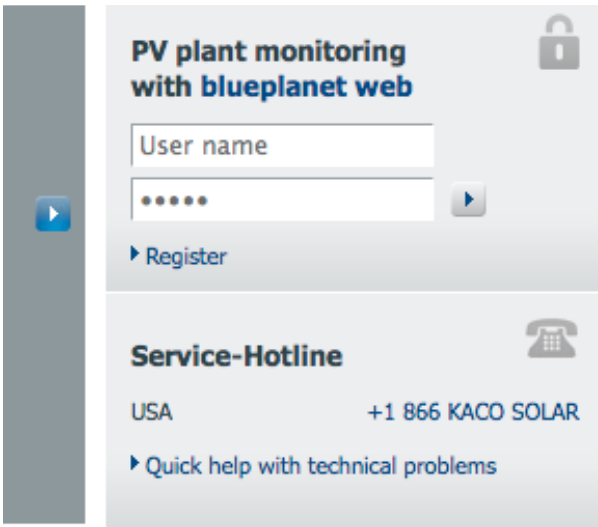 PV plant monitoring
with blueplanet web
User name
•••••
Register
Service-Hotline
USA +1 866 KACO SOLAR
Quick help with technical problems